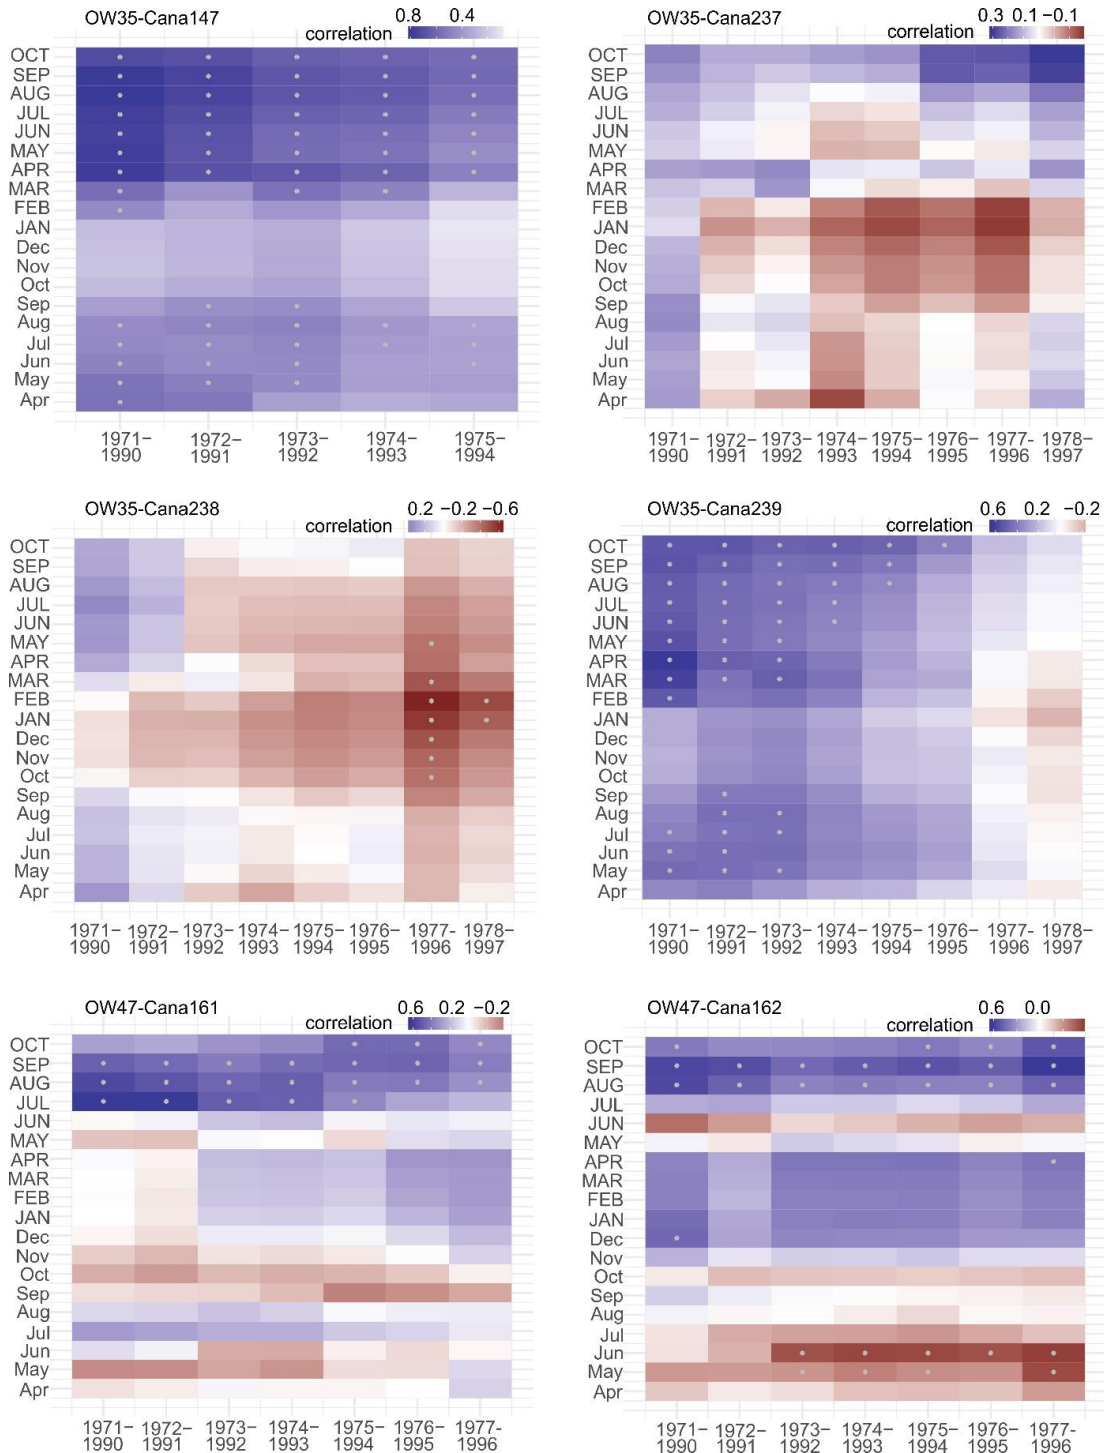 OW35-Cana147
correlation 0.8 0.4
OCT
SEP
AUG
JUL
JUN
MAY
APR
MAR
FEB
JAN
Dec
Nov
Oct
Sep
Aug
Jul
Jun
May
Apr
1971– 1972– 1973– 1974– 1975–
1990 1991 1992 1993 1994
OW35-Cana237
correlation 0.3 0.1 −0.1
OCT
SEP
AUG
JUL
JUN
MAY
APR
MAR
FEB
JAN
Dec
Nov
Oct
Sep
Aug
Jul
Jun
May
Apr
1971– 1972– 1973– 1974– 1975– 1976– 1977– 1978–
1990 1991 1992 1993 1994 1995 1996 1997
OW35-Cana238
correlation 0.2 −0.2 −0.6
OCT
SEP
AUG
JUL
JUN
MAY
APR
MAR
FEB
JAN
Dec
Nov
Oct
Sep
Aug
Jul
Jun
May
Apr
1971– 1972– 1973– 1974– 1975– 1976– 1977– 1978–
1990 1991 1992 1993 1994 1995 1996 1997
OW35-Cana239
correlation 0.6 0.2 −0.2
OCT
SEP
AUG
JUL
JUN
MAY
APR
MAR
FEB
JAN
Dec
Nov
Oct
Sep
Aug
Jul
Jun
May
Apr
1971– 1972– 1973– 1974– 1975– 1976– 1977– 1978–
1990 1991 1992 1993 1994 1995 1996 1997
OW47-Cana161
correlation 0.6 0.2 −0.2
OCT
SEP
AUG
JUL
JUN
MAY
APR
MAR
FEB
JAN
Dec
Nov
Oct
Sep
Aug
Jul
Jun
May
Apr
1971– 1972– 1973– 1974– 1975– 1976– 1977–
1990 1991 1992 1993 1994 1995 1996
OW47-Cana162
correlation 0.6 0.0
OCT
SEP
AUG
JUL
JUN
MAY
APR
MAR
FEB
JAN
Dec
Nov
Oct
Sep
Aug
Jul
Jun
May
Apr
1971– 1972– 1973– 1974– 1975– 1976– 1977–
1990 1991 1992 1993 1994 1995 1996